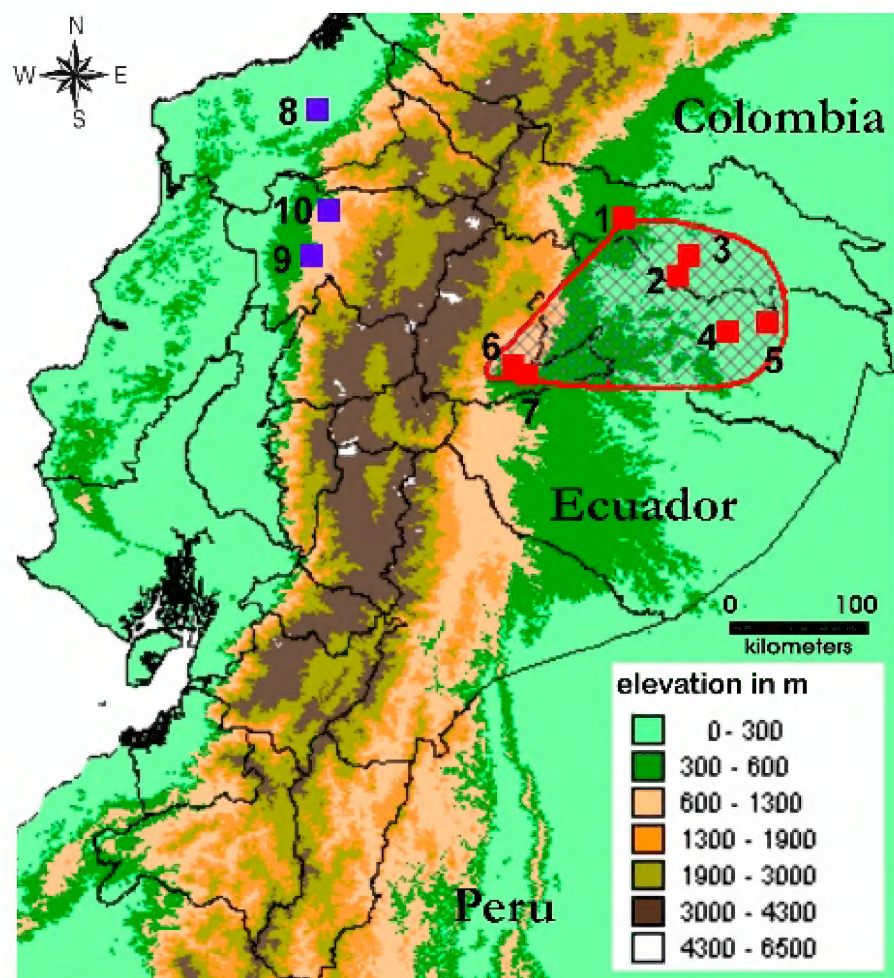 N
W E
S
8
Colombia
10
1
9
3
2
4
5
6
7
Ecuador
0 100
kilometers
elevation in m
0 - 300
300 - 600
600 - 1300
1300 - 1900
1900 - 3000
3000 - 4300
4300 - 6500
Peru